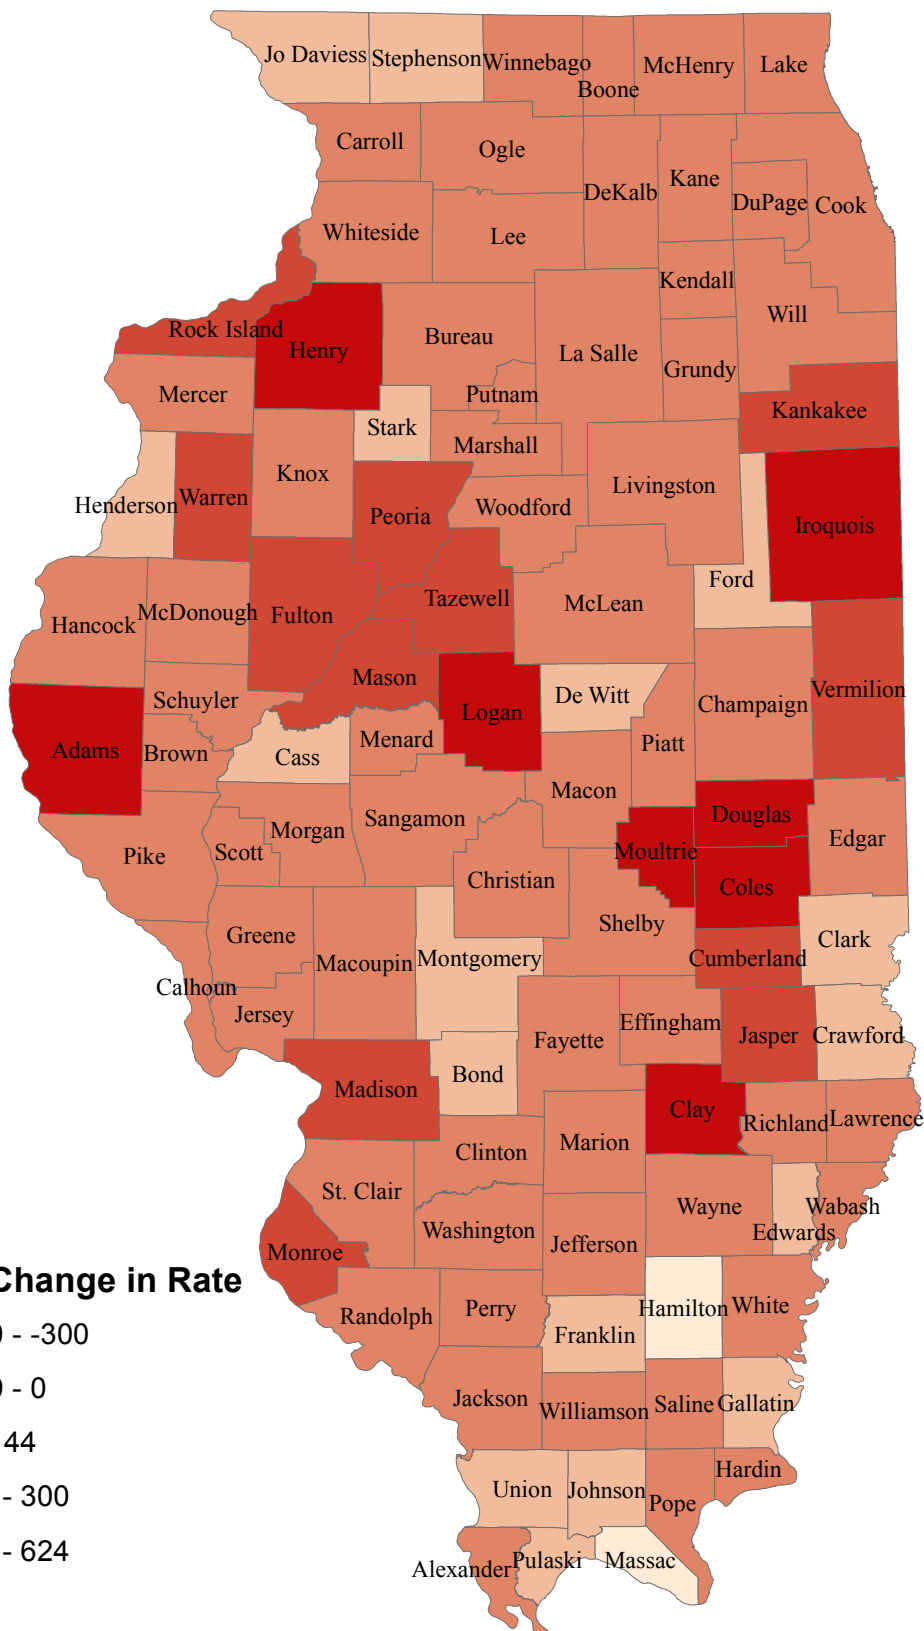 Jo Daviess
Stephenson
Winnebago
Boone
McHenry
Lake
Carroll
Ogle
DeKalb
Kane
DuPage
Cook
Whiteside
Lee
Kendall
Will
Rock Island
Henry
Bureau
La Salle
Grundy
Mercer
Putnam
Kankakee
Stark
Marshall
Henderson
Warren
Knox
Peoria
Woodford
Livingston
Iroquois
Ford
Hancock
McDonough
Fulton
Tazewell
McLean
Mason
Schuyler
Logan
De Witt
Champaign
Vermilion
Adams
Brown
Cass
Menard
Piatt
Macon
Douglas
Pike
Scott
Morgan
Sangamon
Moultrie
Edgar
Christian
Coles
Greene
Macoupin
Montgomery
Shelby
Cumberland
Clark
Calhoun
Jersey
Fayette
Effingham
Jasper
Crawford
Madison
Bond
Clay
Richland
Lawrence
Clinton
Marion
St. Clair
Wayne
Edwards
Wabash
Monroe
Washington
Jefferson
Randolph
Perry
Franklin
Hamilton
White
Jackson
Williamson
Saline
Gallatin
Union
Johnson
Pope
Hardin
Alexander
Pulaski
Massac
Change in Rate
- -300
- 0
44
- 300
- 624